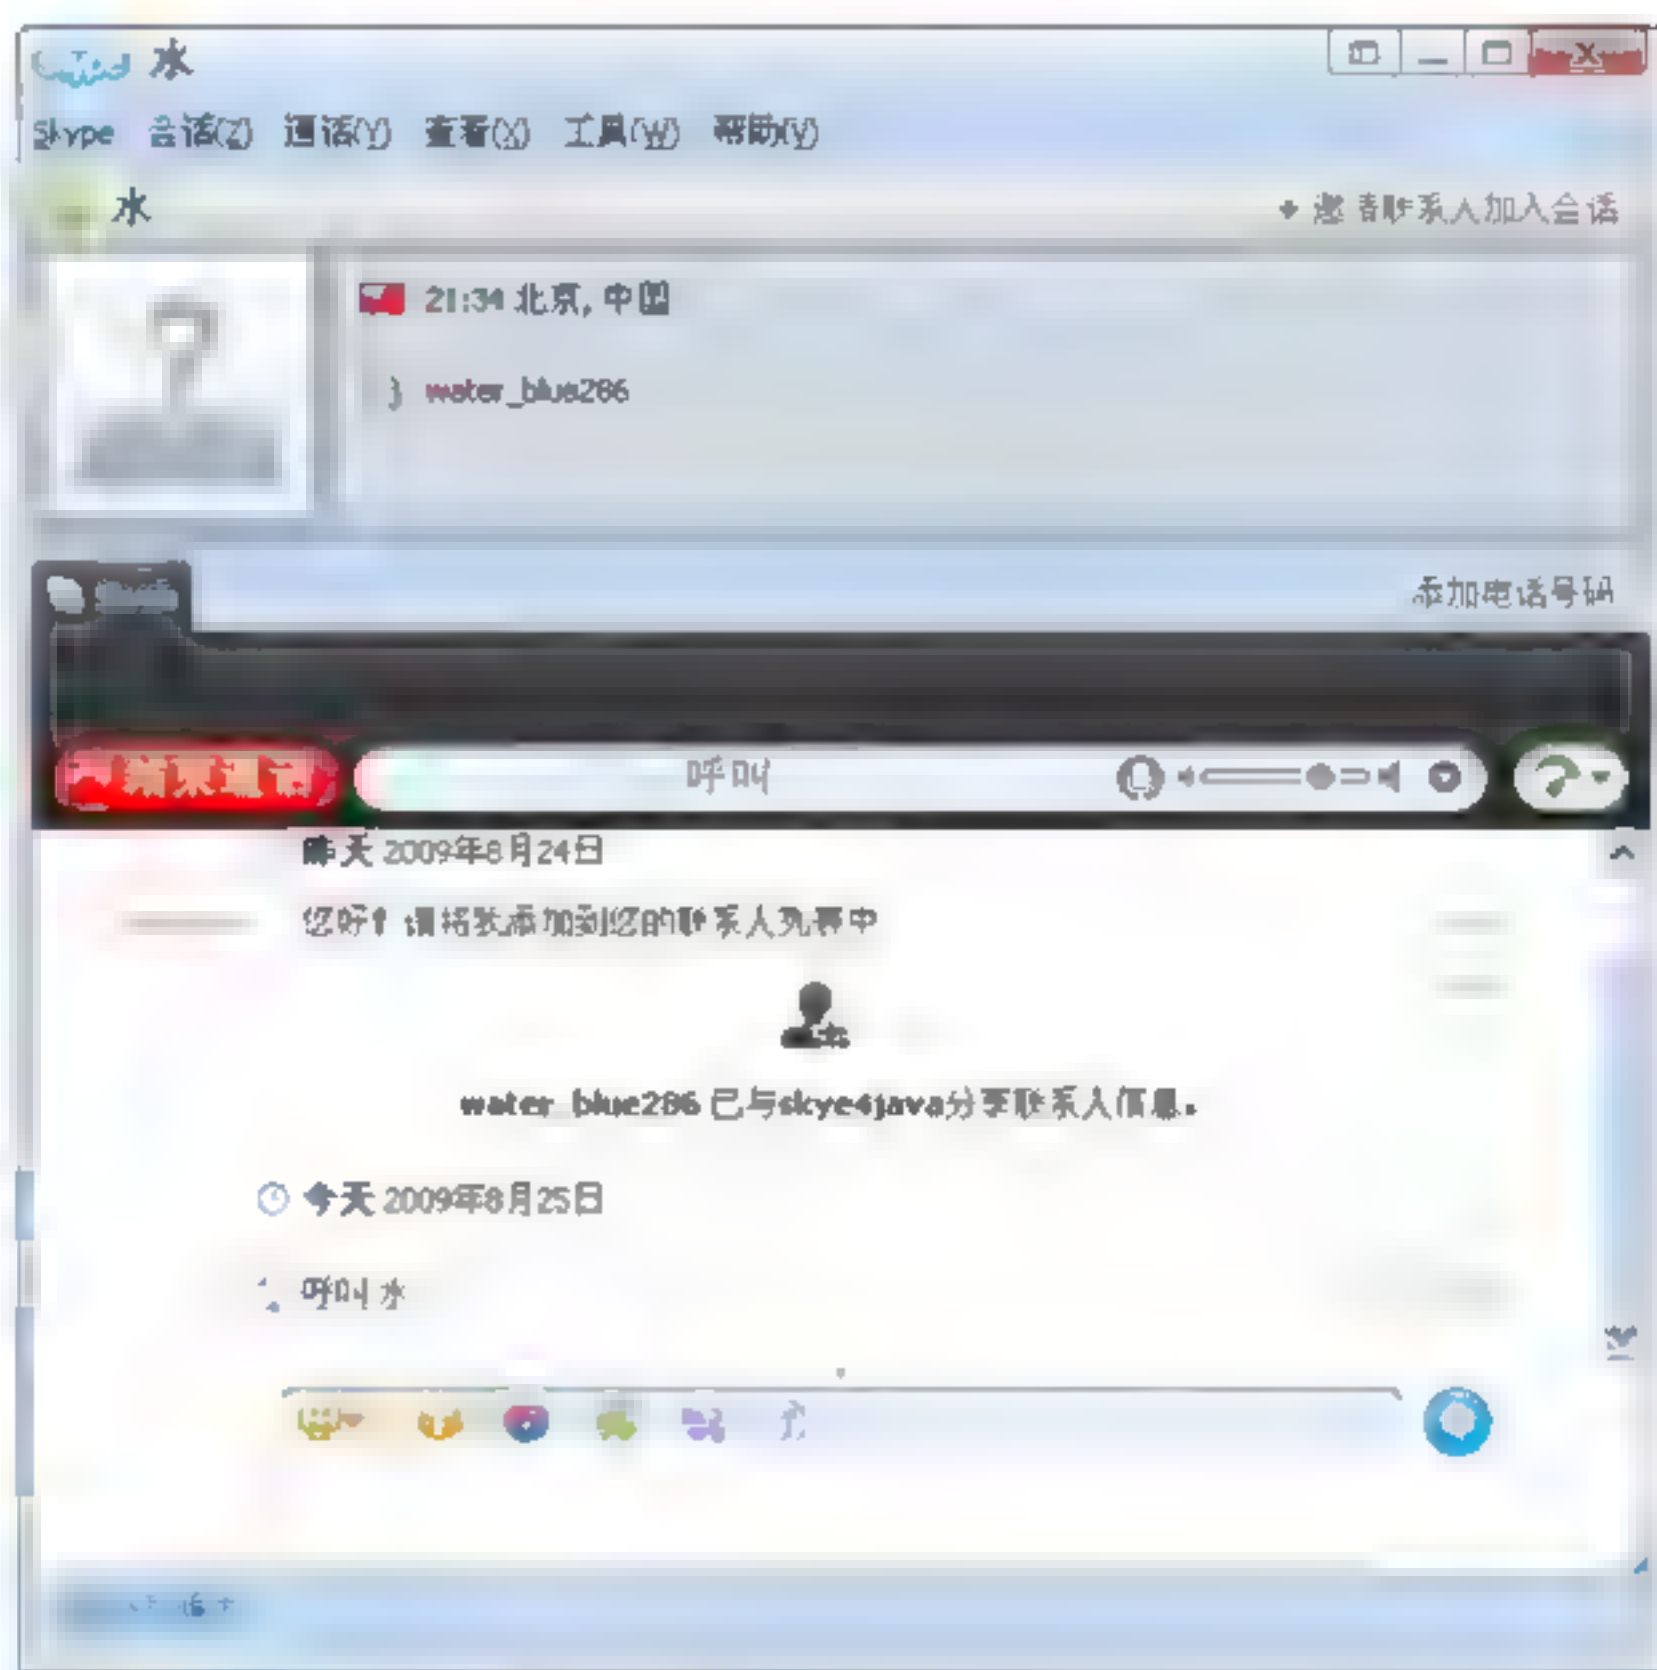 水
Skype 会话(Z) 通话(Y) 查看(X) 工具(W) 帮助(V)
水
邀请联系人加入会话
21:34 北京, 中国
water_blue286
添加电话号码
结束通话
呼叫
昨天 2009年8月24日
您好！请将我添加到您的联系人列表中
water_blue286 已与skye4java分享联系人信息。
今天 2009年8月25日
呼叫 水